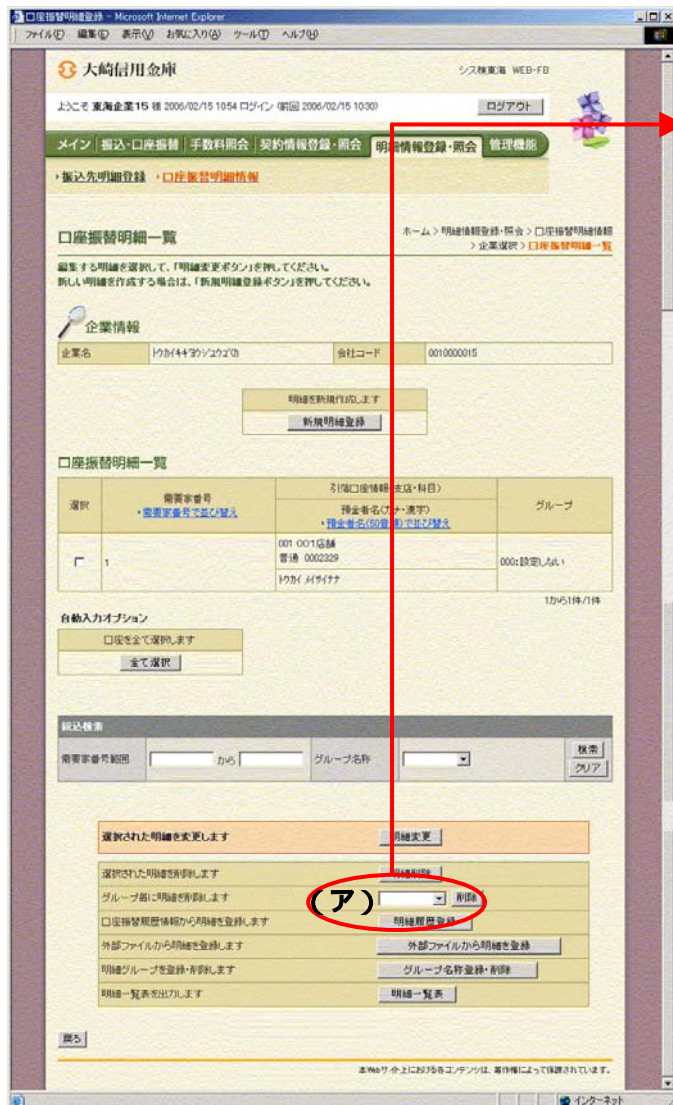 口座振替明細登録 - Microsoft Internet Explorer
ファイル(F) 編集(E) 表示(V) お気に入り(A) ツール(T) ヘルプ(H)
大崎信用金庫
シス検東海 WEB-FB
ようこそ 東海企業15 様 2006/02/15 10:54 ログイン (前回 2006/02/15 10:30)
ログアウト
メイン 振込・口座振替 手数料照会 契約情報登録・照会 明細情報登録・照会 管理機能
振込先明細登録 口座振替明細情報
口座振替明細一覧
ホーム > 明細情報登録・照会 > 口座振替明細情報
> 企業選択 > 口座振替明細一覧
編集する明細を選択して、「明細変更ボタン」を押してください。
新しい明細を作成する場合は、「新規明細登録ボタン」を押してください。
企業情報
企業名 会社コード 0010000015
明細を新規作成します
新規明細登録
口座振替明細一覧
選択 需要家番号 ・需要家番号で並び替え
引落口座情報(支店・科目)
預金者名(カナ・漢字)
・預金者名(50音順)で並び替え
グループ
1
001 001店舗
普通 0002329
トウカイ メイサイナナ
000:設定しない
1から1件/1件
自動入力オプション
口座を全て選択します
全て選択
絞込検索
需要家番号範囲 から グループ名称
検索
クリア
選択された明細を変更します 明細変更
選択された明細を削除します 明細削除
グループ毎に明細を削除します (ア) 削除
口座振替履歴情報から明細を登録します 明細履歴登録
外部ファイルから明細を登録します 外部ファイルから明細を登録
明細グループを登録・削除します グループ名称登録・削除
明細一覧表を出力します 明細一覧表
戻る
本Webサイト上における各コンテンツは、著作権によって保護されています。
インターネット